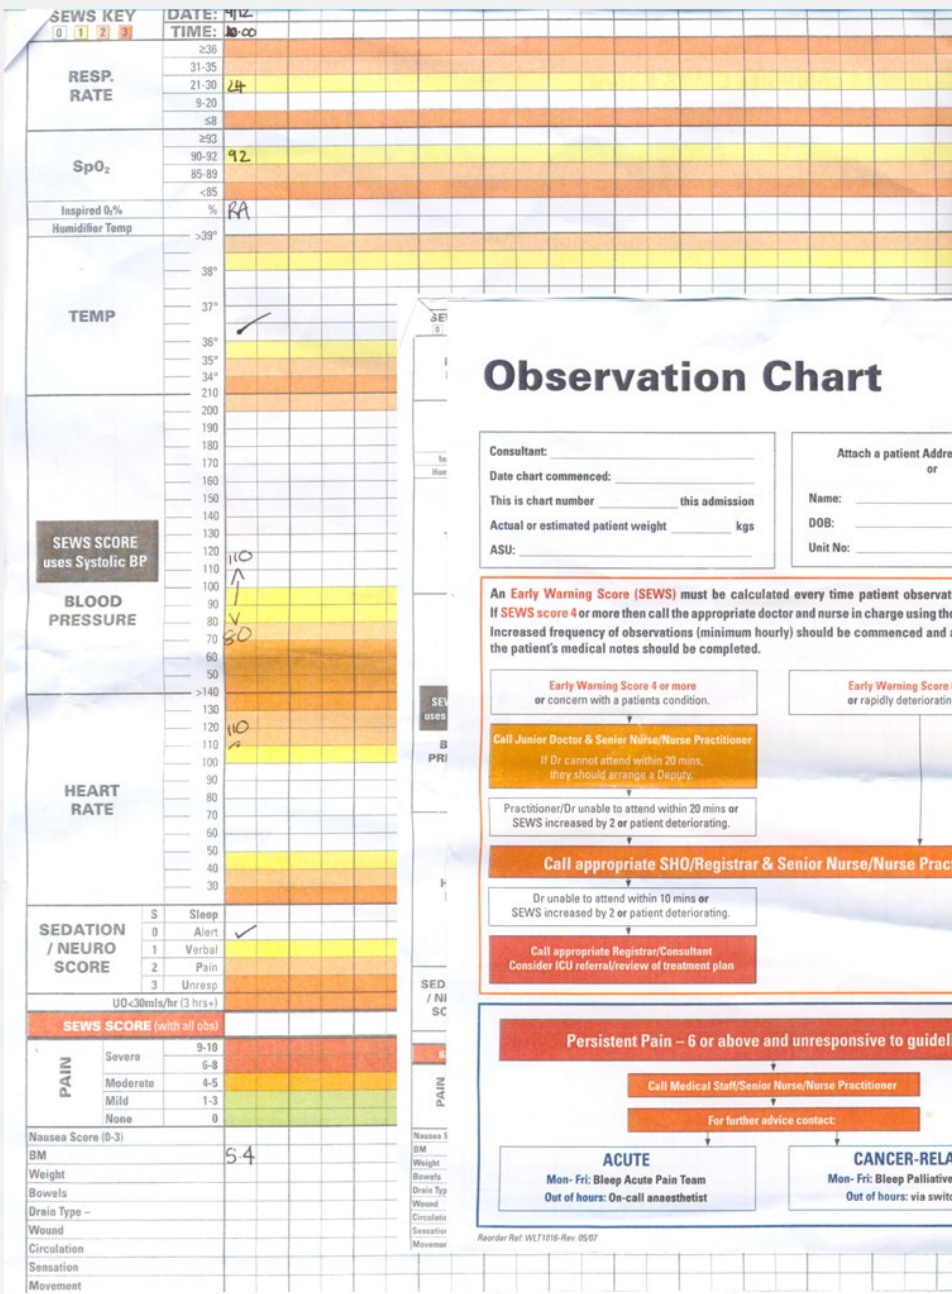 SEWS KEY
0 1 2 3
DATE: 4/12
TIME: 10.00
RESP.
RATE
≥36
31-35
21-30 24
9-20
≤8
SpO₂
≥93
90-92 92
85-89
<85
Inspired 0₂% % RA
Humidifier Temp
TEMP
>39°
38°
37°
36°
35°
34°
SEWS SCORE
uses Systolic BP
BLOOD
PRESSURE
210
200
190
180
170
160
150
140
130
120
110
110
100
90
80
70 80
60
50
HEART
RATE
>140
130
120 110
110
100
90
80
70
60
50
40
30
SEDATION
/ NEURO
SCORE
S Sleep
0 Alert
1 Verbal
2 Pain
3 Unresp
UO<30mls/hr (3 hrs+)
SEWS SCORE (with all obs)
PAIN
Severe 9-10
6-8
Moderate 4-5
Mild 1-3
None 0
Nausea Score (0-3)
BM 5.4
Weight
Bowels
Drain Type –
Wound
Circulation
Sensation
Movement
PAIN
BM
Weight
Bowels
Wound
Observation Chart
Consultant:
Date chart commenced:
This is chart number this admission
Actual or estimated patient weight kgs
ASU:
Attach a patient Addre
or
Name:
DOB:
Unit No:
An Early Warning Score (SEWS) must be calculated every time patient observat
If SEWS score 4 or more then call the appropriate doctor and nurse in charge using the
Increased frequency of observations (minimum hourly) should be commenced and a
the patient's medical notes should be completed.
Early Warning Score 4 or more
or concern with a patients condition.
Early Warning Score
or rapidly deterioratin
Call Junior Doctor & Senior Nurse/Nurse Practitioner
If Dr cannot attend within 20 mins,
they should arrange a Deputy.
Practitioner/Dr unable to attend within 20 mins or
SEWS increased by 2 or patient deteriorating.
Call appropriate SHO/Registrar & Senior Nurse/Nurse Prac
Dr unable to attend within 10 mins or
SEWS increased by 2 or patient deteriorating.
Call appropriate Registrar/Consultant
Consider ICU referral/review of treatment plan
Persistent Pain – 6 or above and unresponsive to guidel
Call Medical Staff/Senior Nurse/Nurse Practitioner
For further advice contact:
ACUTE
Mon- Fri: Bleep Acute Pain Team
Out of hours: On-call anaesthetist
CANCER-RELA
Mon- Fri: Bleep Palliative
Out of hours: via switc
Reorder Ref: WLT1016-Rev. 05/07